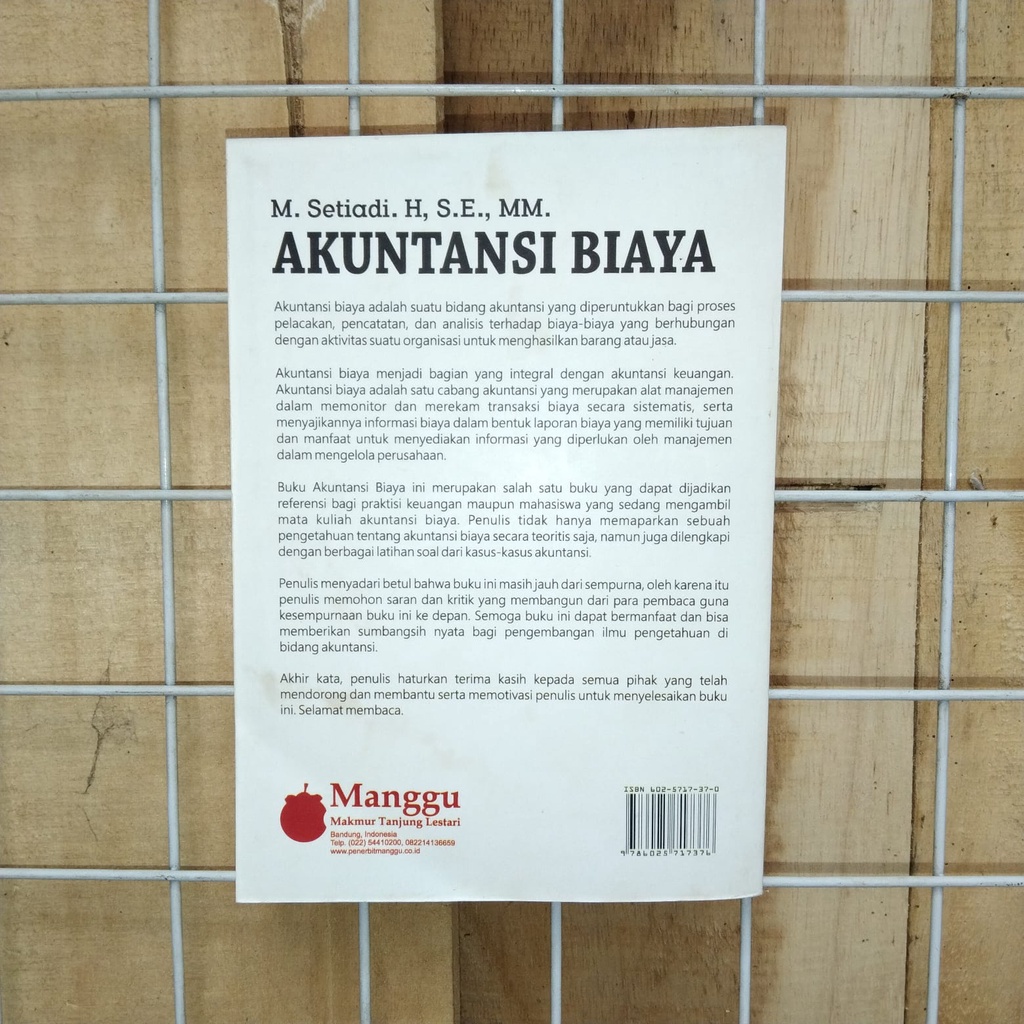 M. Setiadi. H, S.E., MM.
AKUNTANSI BIAYA
Akuntansi biaya adalah suatu bidang akuntansi yang diperuntukkan bagi proses
pelacakan, pencatatan, dan analisis terhadap biaya-biaya yang berhubungan
dengan aktivitas suatu organisasi untuk menghasilkan barang atau jasa.
Akuntansi biaya menjadi bagian yang integral dengan akuntansi keuangan.
Akuntansi biaya adalah satu cabang akuntansi yang merupakan alat manajemen
dalam memonitor dan merekam transaksi biaya secara sistematis, serta
menyajikannya informasi biaya dalam bentuk laporan biaya yang memiliki tujuan
dan manfaat untuk menyediakan informasi yang diperlukan oleh manajemen
dalam mengelola perusahaan.
Buku Akuntansi Biaya ini merupakan salah satu buku yang dapat dijadikan
referensi bagi praktisi keuangan maupun mahasiswa yang sedang mengambil
mata kuliah akuntansi biaya. Penulis tidak hanya memaparkan sebuah
pengetahuan tentang akuntansi biaya secara teoritis saja, namun juga dilengkapi
dengan berbagai latihan soal dari kasus-kasus akuntansi.
Penulis menyadari betul bahwa buku ini masih jauh dari sempurna, oleh karena itu
penulis memohon saran dan kritik yang membangun dari para pembaca guna
kesempurnaan buku ini ke depan. Semoga buku ini dapat bermanfaat dan bisa
memberikan sumbangsih nyata bagi pengembangan ilmu pengetahuan di
bidang akuntansi.
Akhir kata, penulis haturkan terima kasih kepada semua pihak yang telah
mendorong dan membantu serta memotivasi penulis untuk menyelesaikan buku
ini. Selamat membaca.
Manggu
Makmur Tanjung Lestari
Bandung, Indonesia
Telp. (022) 54410200, 082214136659
www.penerbitmanggu.co.id
ISBN 602-5717-37-0
9 786025 717376